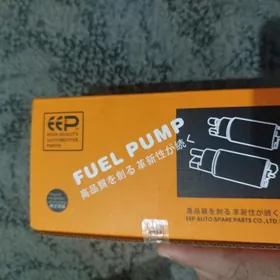 EEP
HIGH-QUALITY
AUTOMOTIVE
PARTS
FUEL PUMP
高品質を創る 革新性が続く
高品質を創る 革新性が続く
EEP AUTO SPARE PARTS CO.,LTD.